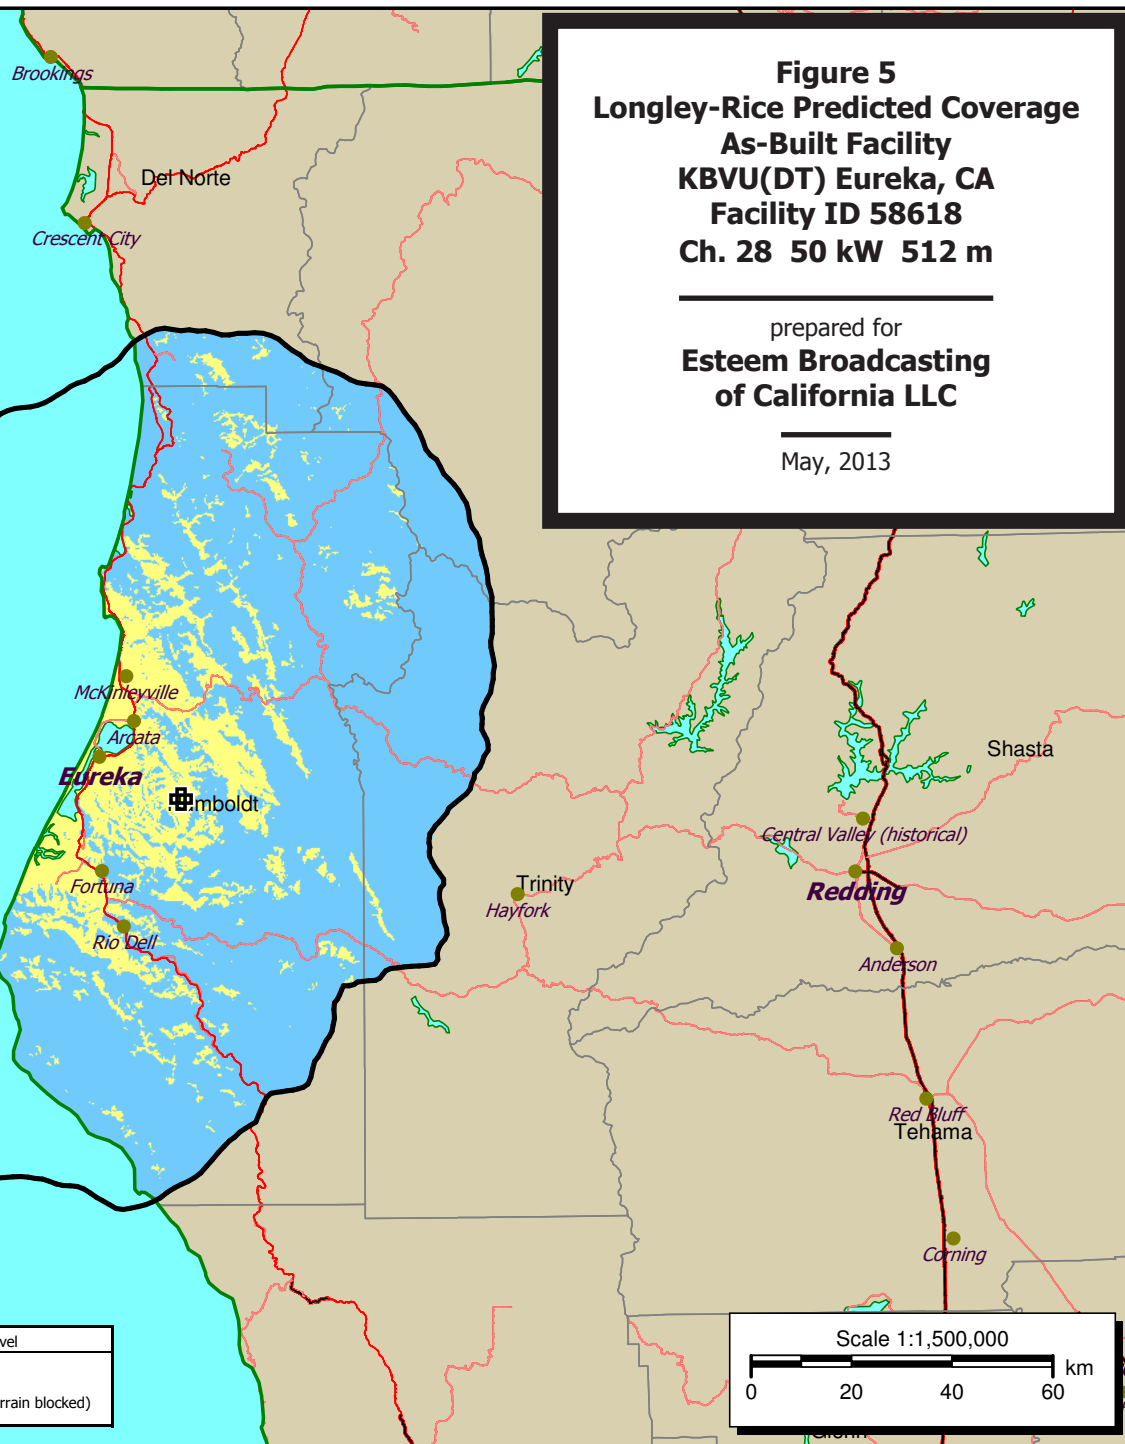 Figure 5
Longley-Rice Predicted Coverage
As-Built Facility
KBVU(DT) Eureka, CA
Facility ID 58618
Ch. 28 50 kW 512 m
prepared for
Esteem Broadcasting
of California LLC
May, 2013
Brookings
Del Norte
Crescent City
McKinleyville
Arcata
Eureka
mboldt
Shasta
Central Valley (historical)
Redding
Trinity
Hayfork
Fortuna
Rio Dell
Anderson
Red Bluff
Tehama
Corning
vel
rrain blocked)
Scale 1:1,500,000
km
0 20 40 60
Glenn